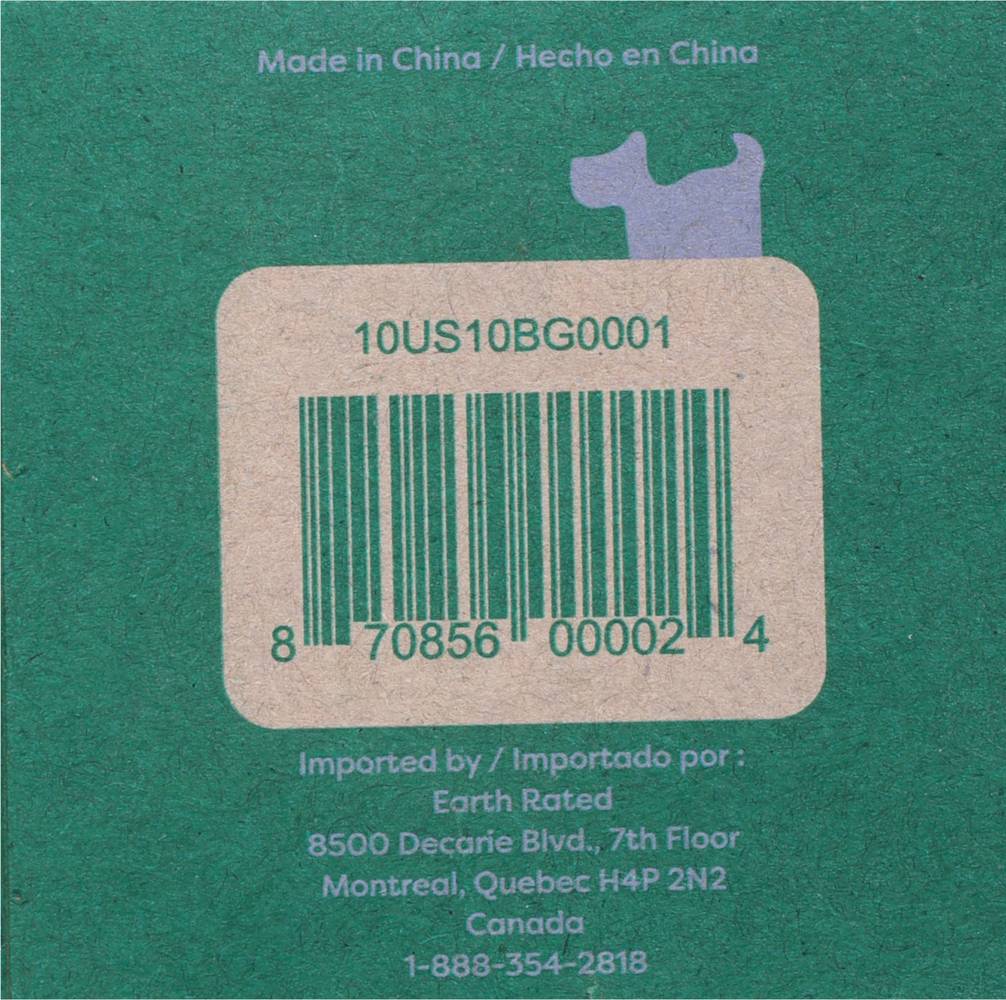 Made in China / Hecho en China
10US10BG0001
8 70856 00002 4
Imported by / Importado por :
Earth Rated
8500 Decarie Blvd., 7th Floor
Montreal, Quebec H4P 2N2
Canada
1-888-354-2818